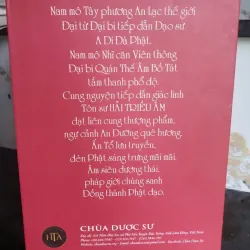 Nam mô Tây phương An Lạc thế giới
Đại từ Đại bi tiếp dẫn Đạo sư
A Di Đà Phật.
Nam mô Nhĩ căn Viên thông
Đại bi Quán Thế Âm Bồ Tát
tầm thanh phổ độ.
Cung nguyện tiếp dẫn giác linh
Tôn sư HẢI TRIỀU ÂM
đạt liên cung thượng phẩm,
ngự cảnh An Dưỡng quê hương.
Ấn Tổ lưu truyền,
đèn Phật sáng trưng mãi mãi.
Âm siêu đương thái,
pháp giới chúng sanh
Đồng thành Phật đạo.
CHÙA DƯỢC SƯ
HTA